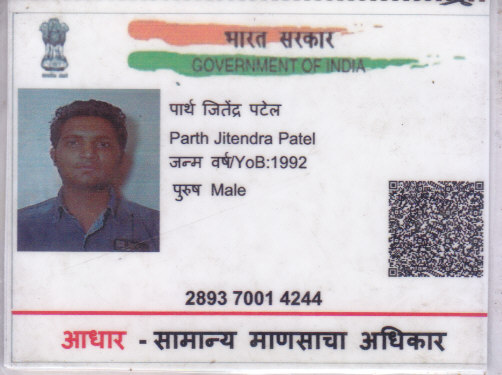 भारत सरकार
GOVERNMENT OF INDIA
पार्थ जितेंद्र पटेल
Parth Jitendra Patel
जन्म वर्ष/YoB:1992
पुरुष Male
2893 7001 4244
आधार - सामान्य माणसाचा अधिकार